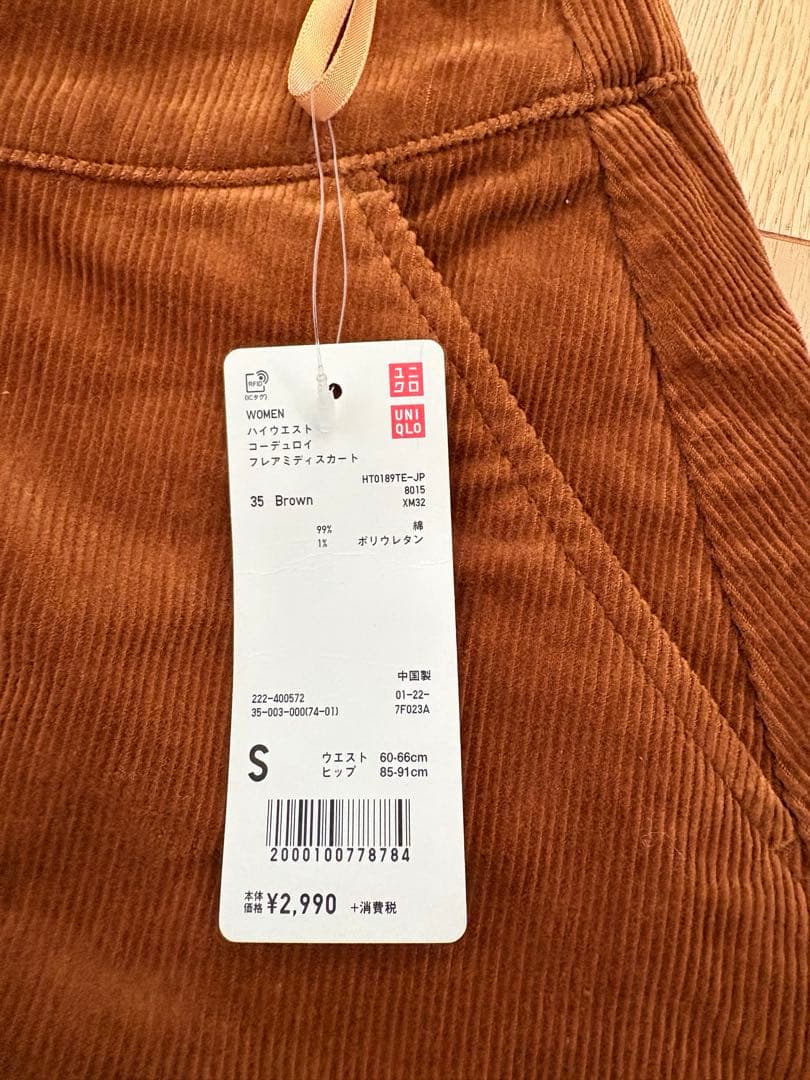 RFID
(ICタグ)
ユニ
クロ
UNI
QLO
WOMEN
ハイウエスト
コーデュロイ
フレアミディスカート
HT0189TE-JP
35 Brown
8015
XM32
99% 綿
1% ポリウレタン
中国製
222-400572 01-22-
35-003-000(74-01) 7F023A
S
ウエスト 60-66cm
ヒップ 85-91cm
2000100778784
本体
価格 ¥2,990 +消費税